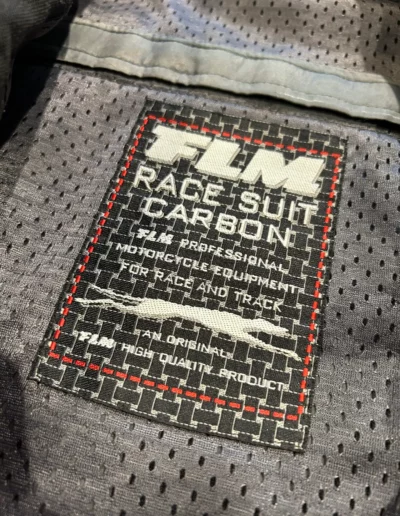 FLM
RACE SUIT
CARBON
FLM PROFESSIONAL
MOTORCYCLE EQUIPMENT
FOR RACE AND TRACK
AN ORIGINAL
FLM HIGH QUALITY PRODUCT